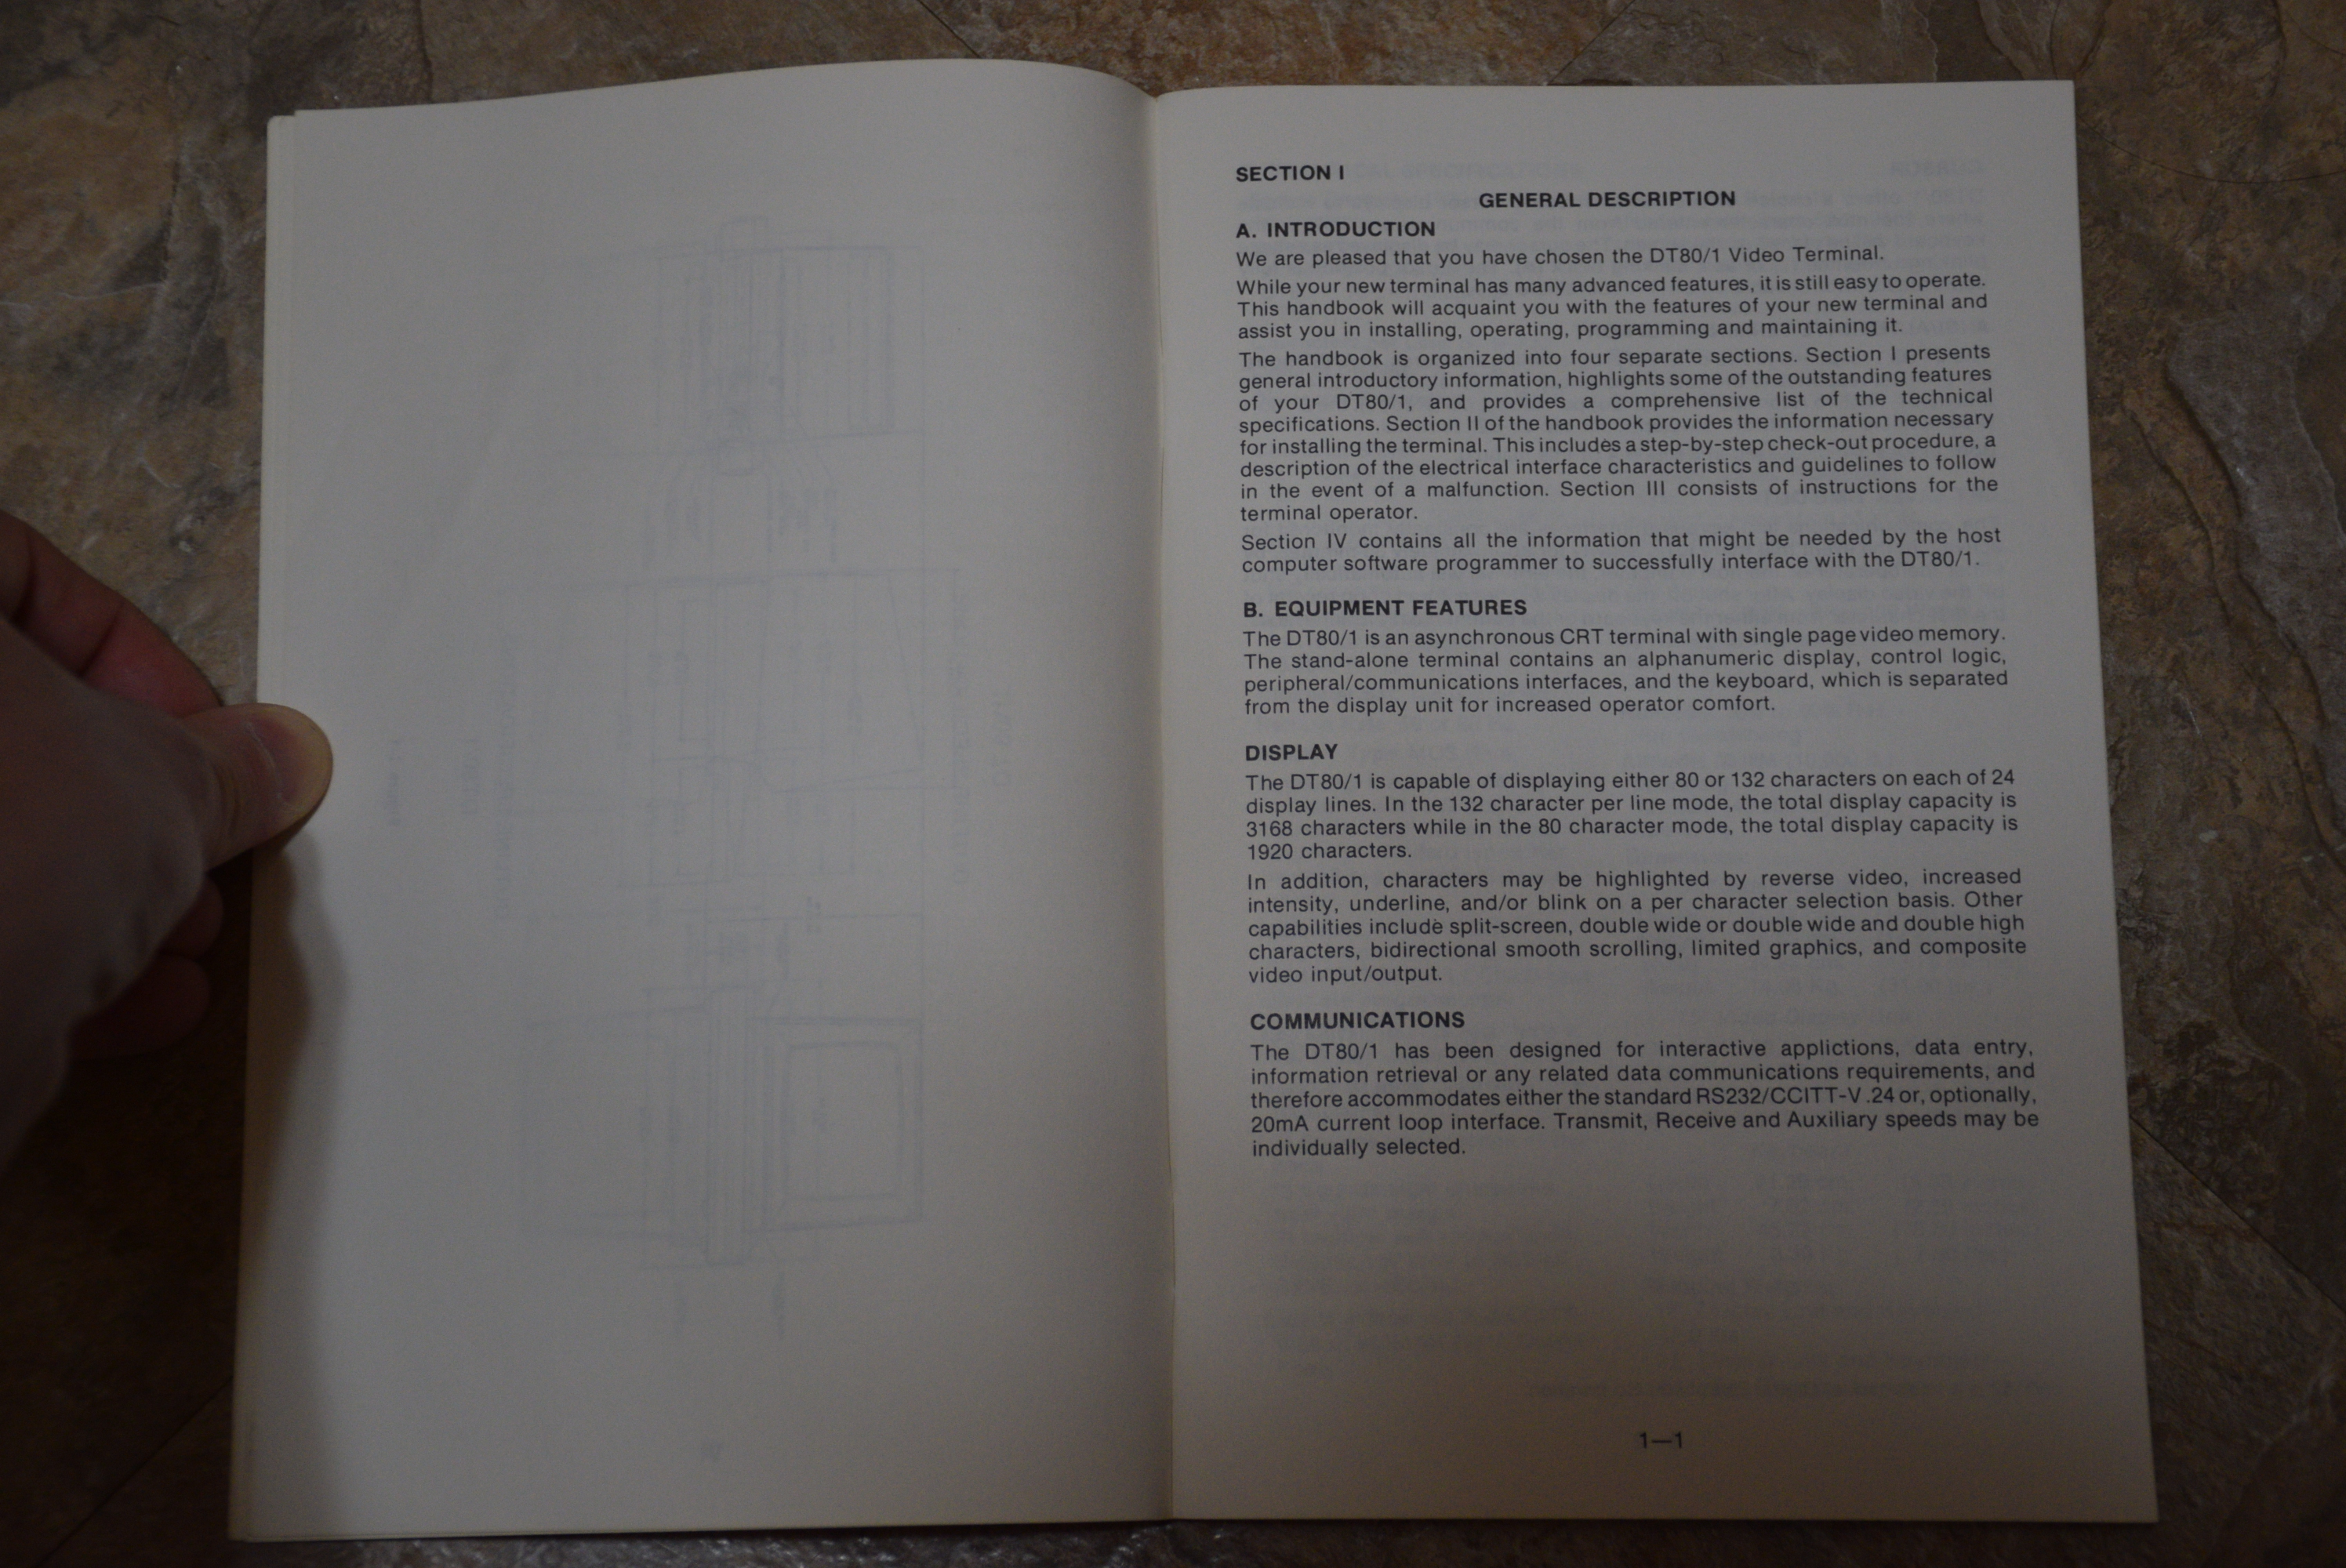 SECTION I
GENERAL DESCRIPTION
A. INTRODUCTION
We are pleased that you have chosen the DT80/1 Video Terminal.
While your new terminal has many advanced features, it is still easy to operate.
This handbook will acquaint you with the features of your new terminal and
assist you in installing, operating, programming and maintaining it.
The handbook is organized into four separate sections. Section I presents
general introductory information, highlights some of the outstanding features
of your DT80/1, and provides a comprehensive list of the technical
specifications. Section II of the handbook provides the information necessary
for installing the terminal. This includes a step-by-step check-out procedure, a
description of the electrical interface characteristics and guidelines to follow
in the event of a malfunction. Section III consists of instructions for the
terminal operator.
Section IV contains all the information that might be needed by the host
computer software programmer to successfully interface with the DT80/1.
B. EQUIPMENT FEATURES
The DT80/1 is an asynchronous CRT terminal with single page video memory.
The stand-alone terminal contains an alphanumeric display, control logic,
peripheral/communications interfaces, and the keyboard, which is separated
from the display unit for increased operator comfort.
DISPLAY
The DT80/1 is capable of displaying either 80 or 132 characters on each of 24
display lines. In the 132 character per line mode, the total display capacity is
3168 characters while in the 80 character mode, the total display capacity is
1920 characters.
In addition, characters may be highlighted by reverse video, increased
intensity, underline, and/or blink on a per character selection basis. Other
capabilities include split-screen, double wide or double wide and double high
characters, bidirectional smooth scrolling, limited graphics, and composite
video input/output.
COMMUNICATIONS
The DT80/1 has been designed for interactive applictions, data entry,
information retrieval or any related data communications requirements, and
therefore accommodates either the standard RS232/CCITT-V.24 or, optionally,
20mA current loop interface. Transmit, Receive and Auxiliary speeds may be
individually selected.
1—1